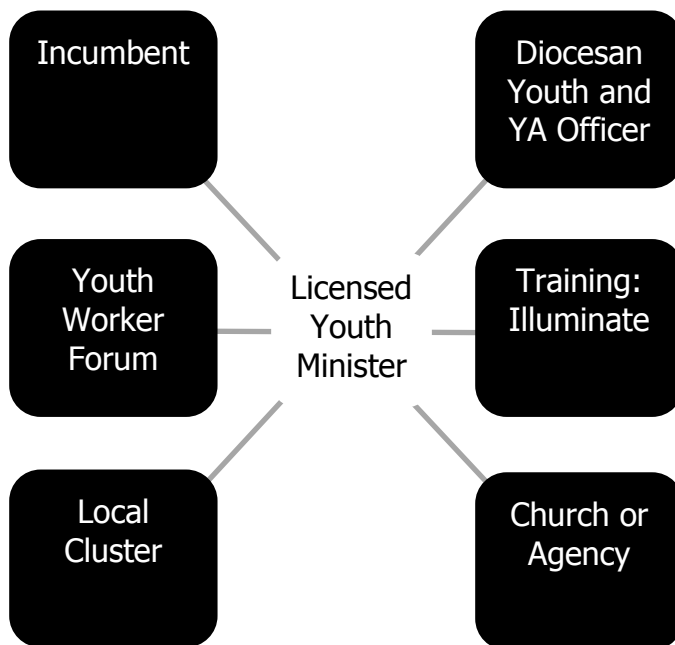 Incumbent
Diocesan
Youth and
YA Officer
Youth
Worker
Forum
Licensed
Youth
Minister
Training:
Illuminate
Local
Cluster
Church or
Agency